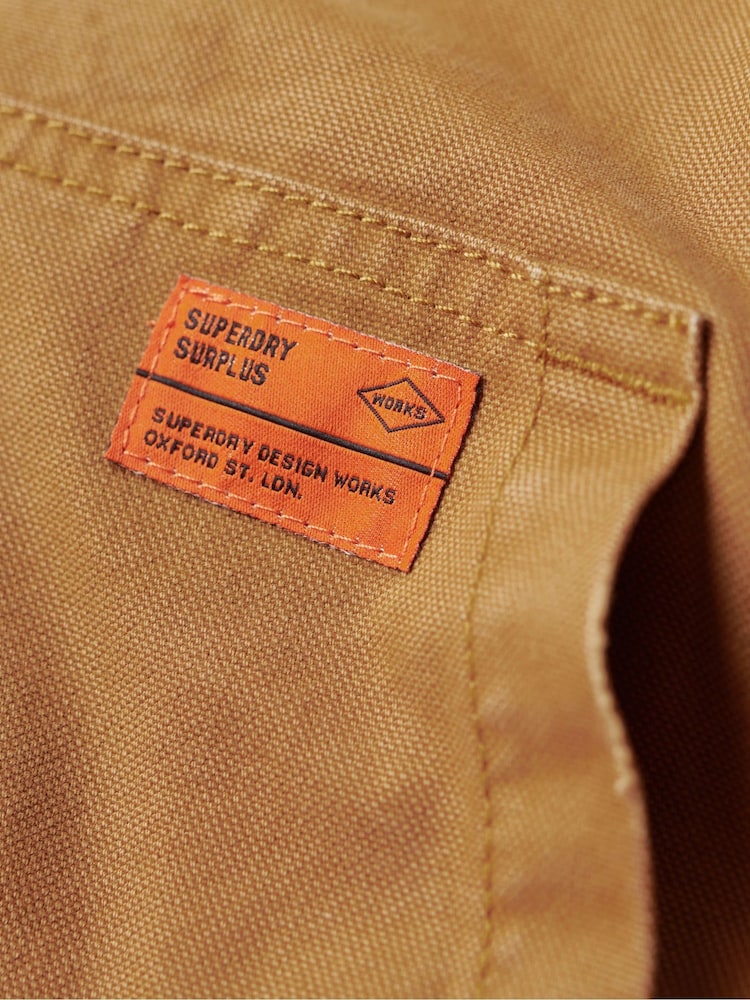 SUPERDRY
SURPLUS
WORKS
SUPERDRY DESIGN WORKS
OXFORD ST. LDN.